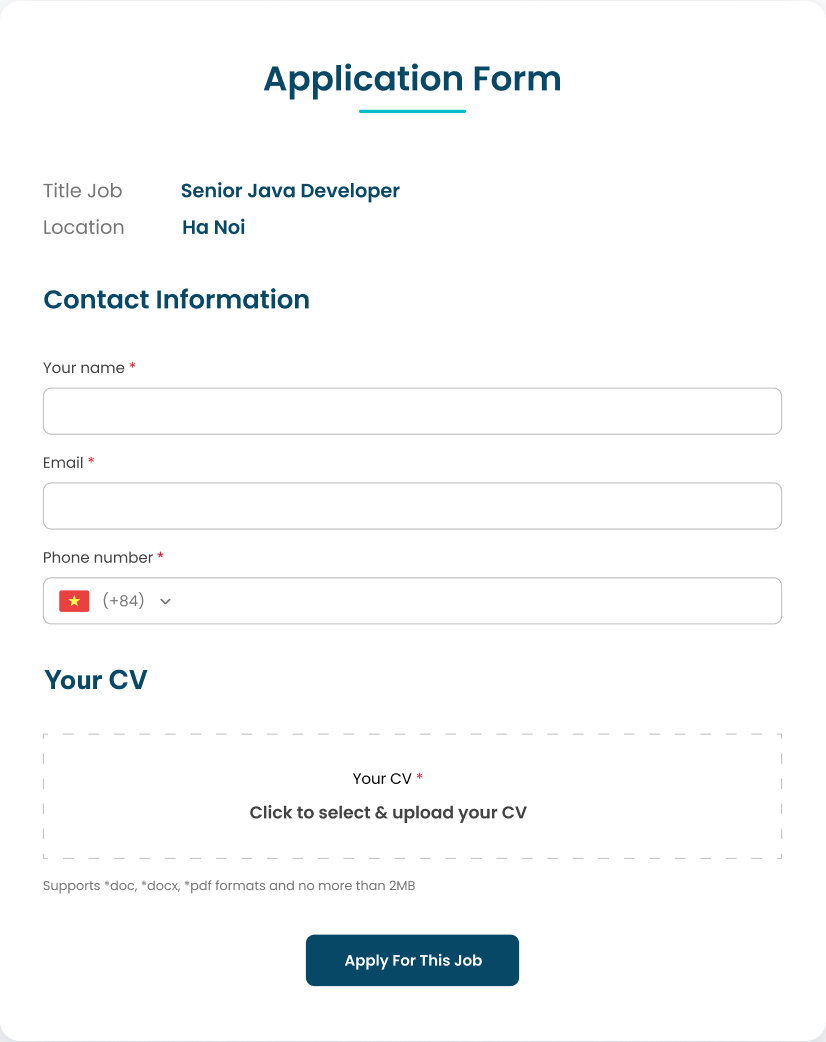 Application Form
Title Job Senior Java Developer
Location Ha Noi
Contact Information
Your name *
Email *
Phone number *
(+84)
Your CV
Your CV *
Click to select & upload your CV
Supports *doc, *docx, *pdf formats and no more than 2MB
Apply For This Job